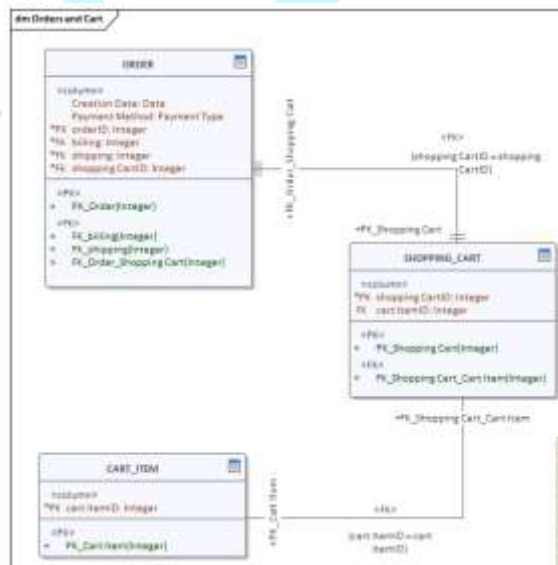 dm Orders and Cart
ORDER
«column»
Creation Date: Date
Payment Method: Payment Type
*PK orderID: Integer
*FK billing: Integer
*FK shipping: Integer
*FK shopping CartID: Integer
«PK»
+ PK_Order(Integer)
«FK»
+ FK_billing(Integer)
+ FK_shipping(Integer)
+ FK_Order_Shopping Cart(Integer)
+FK_Order_Shopping Cart
«FK»
(shopping CartID = shopping
CartID)
+PK_Shopping Cart
SHOPPING_CART
«column»
*PK shopping CartID: Integer
FK cart ItemID: Integer
«PK»
+ PK_Shopping Cart(Integer)
«FK»
+ FK_Shopping Cart_Cart Item(Integer)
+FK_Shopping Cart_Cart Item
CART_ITEM
«column»
*PK cart ItemID: Integer
«PK»
+ PK_Cart Item(Integer)
+PK_Cart Item
«FK»
(cart ItemID = cart
ItemID)